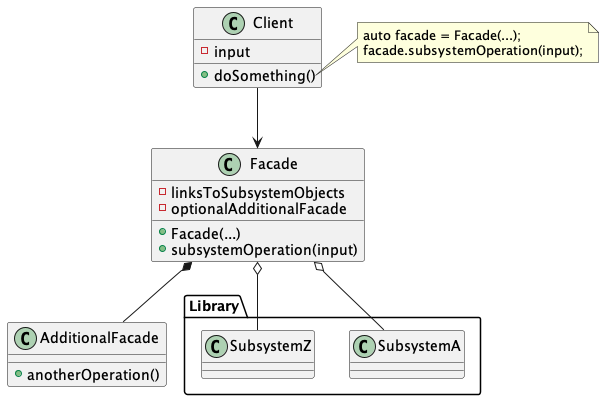 C Client
input
doSomething()
auto facade = Facade(...);
facade.subsystemOperation(input);
C Facade
linksToSubsystemObjects
optionalAdditionalFacade
Facade(...)
subsystemOperation(input)
Library
C AdditionalFacade
anotherOperation()
C SubsystemZ
C SubsystemA